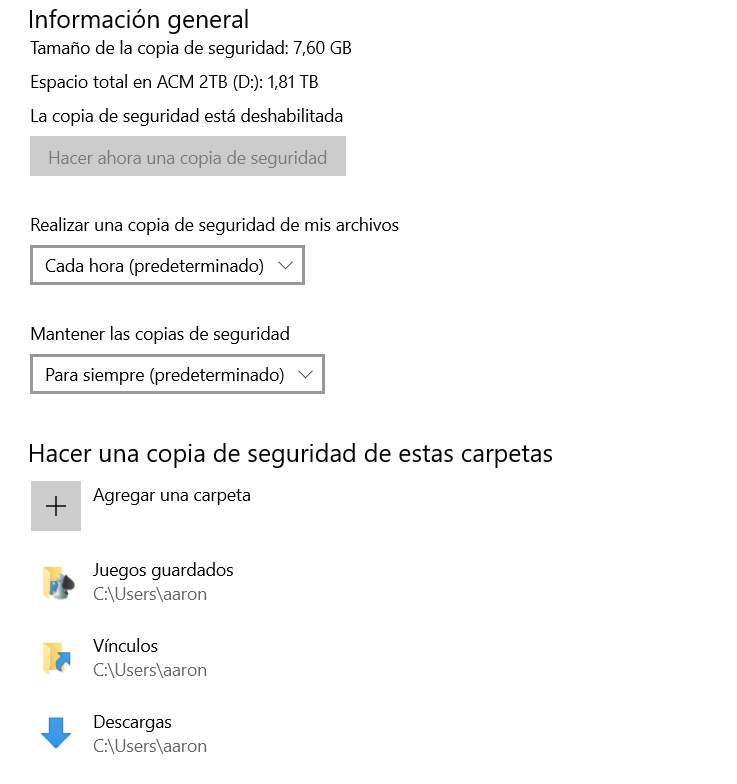 Información general
Tamaño de la copia de seguridad: 7,60 GB
Espacio total en ACM 2TB (D:): 1,81 TB
La copia de seguridad está deshabilitada
Hacer ahora una copia de seguridad
Realizar una copia de seguridad de mis archivos
Cada hora (predeterminado)
Mantener las copias de seguridad
Para siempre (predeterminado)
Hacer una copia de seguridad de estas carpetas
Agregar una carpeta
Juegos guardados
C:\Users\aaron
Vínculos
C:\Users\aaron
Descargas
C:\Users\aaron